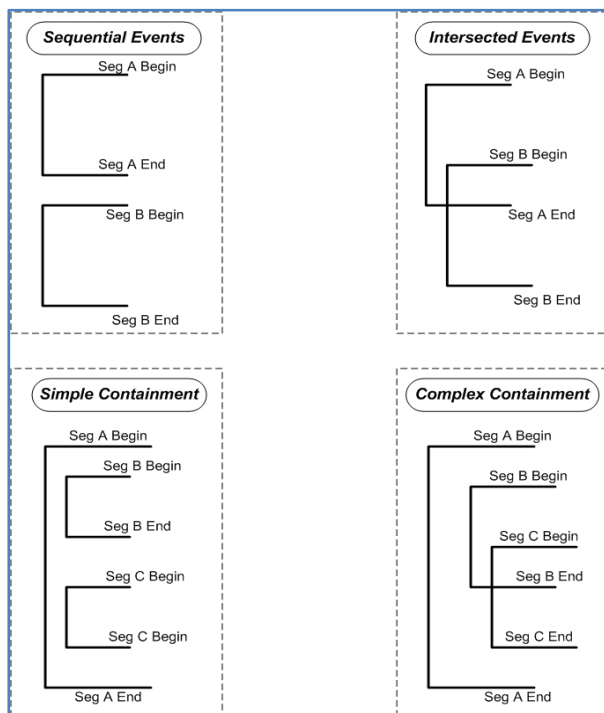 Sequential Events
Seg A Begin
Seg A End
Seg B Begin
Seg B End
Intersected Events
Seg A Begin
Seg B Begin
Seg A End
Seg B End
Simple Containment
Seg A Begin
Seg B Begin
Seg B End
Seg C Begin
Seg C Begin
Seg A End
Complex Containment
Seg A Begin
Seg B Begin
Seg C Begin
Seg B End
Seg C End
Seg A End